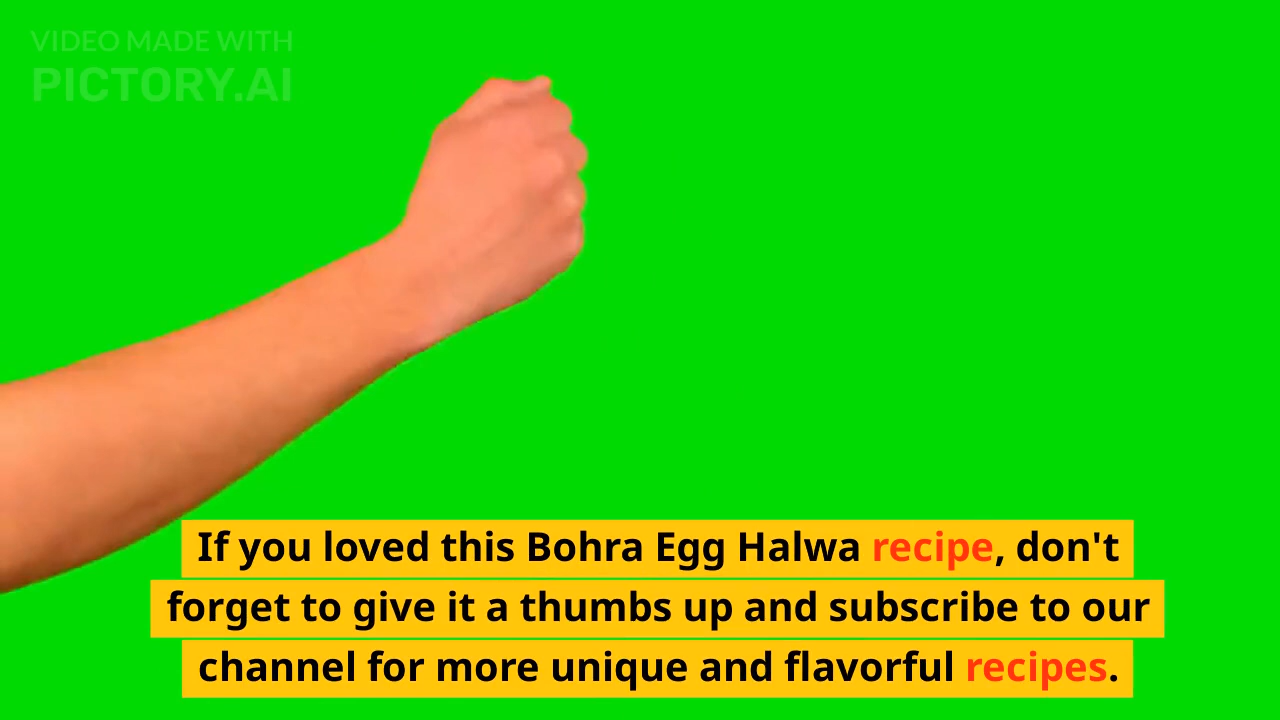 VIDEO MADE WITH
PICTORY.AI
If you loved this Bohra Egg Halwa recipe, don't
forget to give it a thumbs up and subscribe to our
channel for more unique and flavorful recipes.